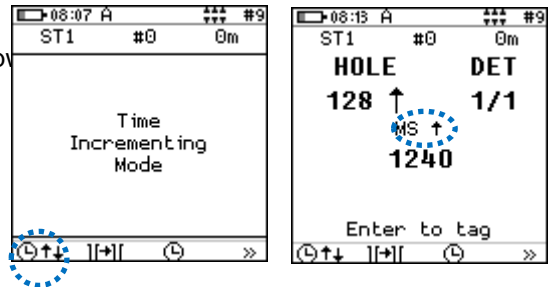 08:07 A #9
ST1 #0 0m
Time
Incrementing
Mode
][→][ »
08:13 A #9
ST1 #0 0m
HOLE DET
128 ↑ 1/1
MS ↑
1240
Enter to tag
][→][ »